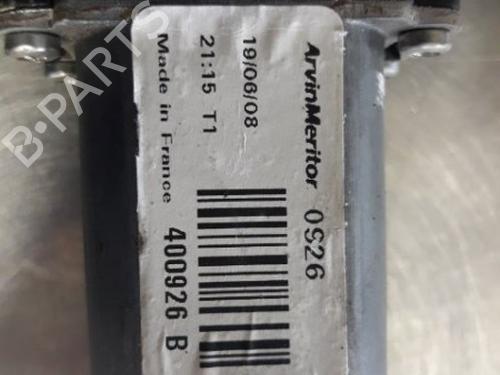 ArvinMeritor 0926
19/06/08
21:15 T1
Made in France 400926 B
B-PARTS